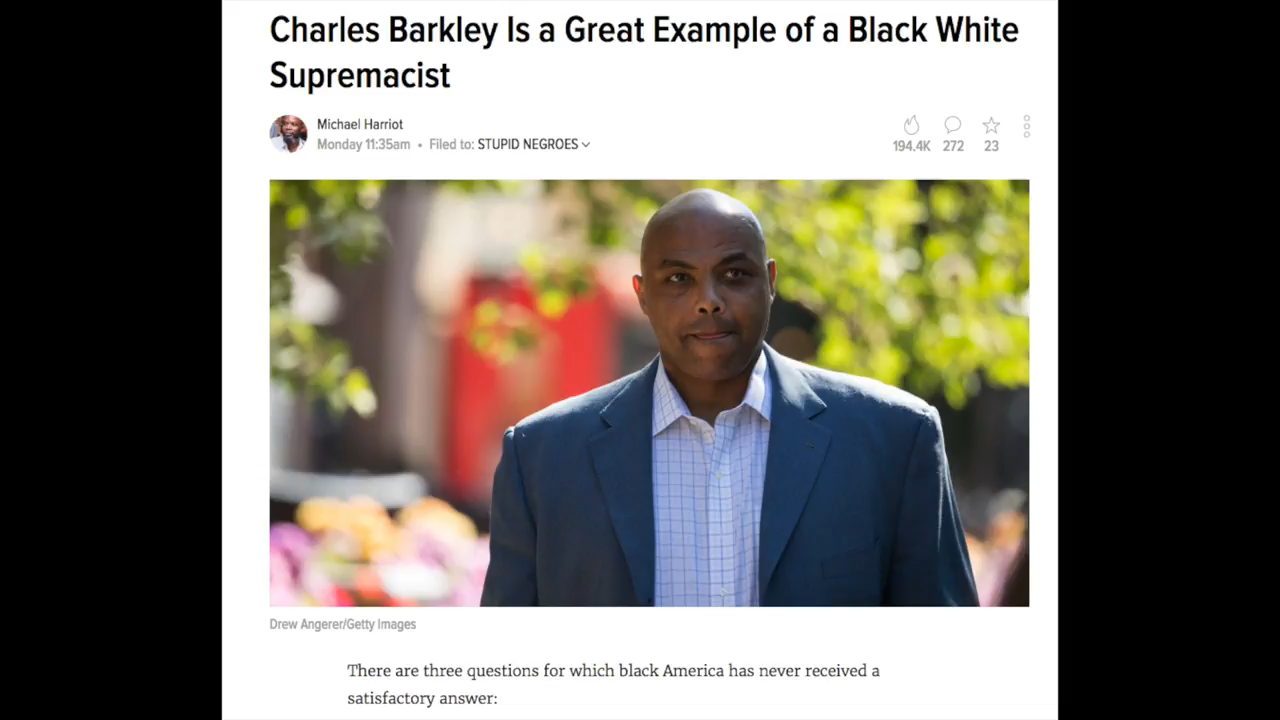 Charles Barkley Is a Great Example of a Black White
Supremacist
Michael Harriot
Monday 11:35am • Filed to: STUPID NEGROES
194.4K 272 23
Drew Angerer/Getty Images
There are three questions for which black America has never received a
satisfactory answer: